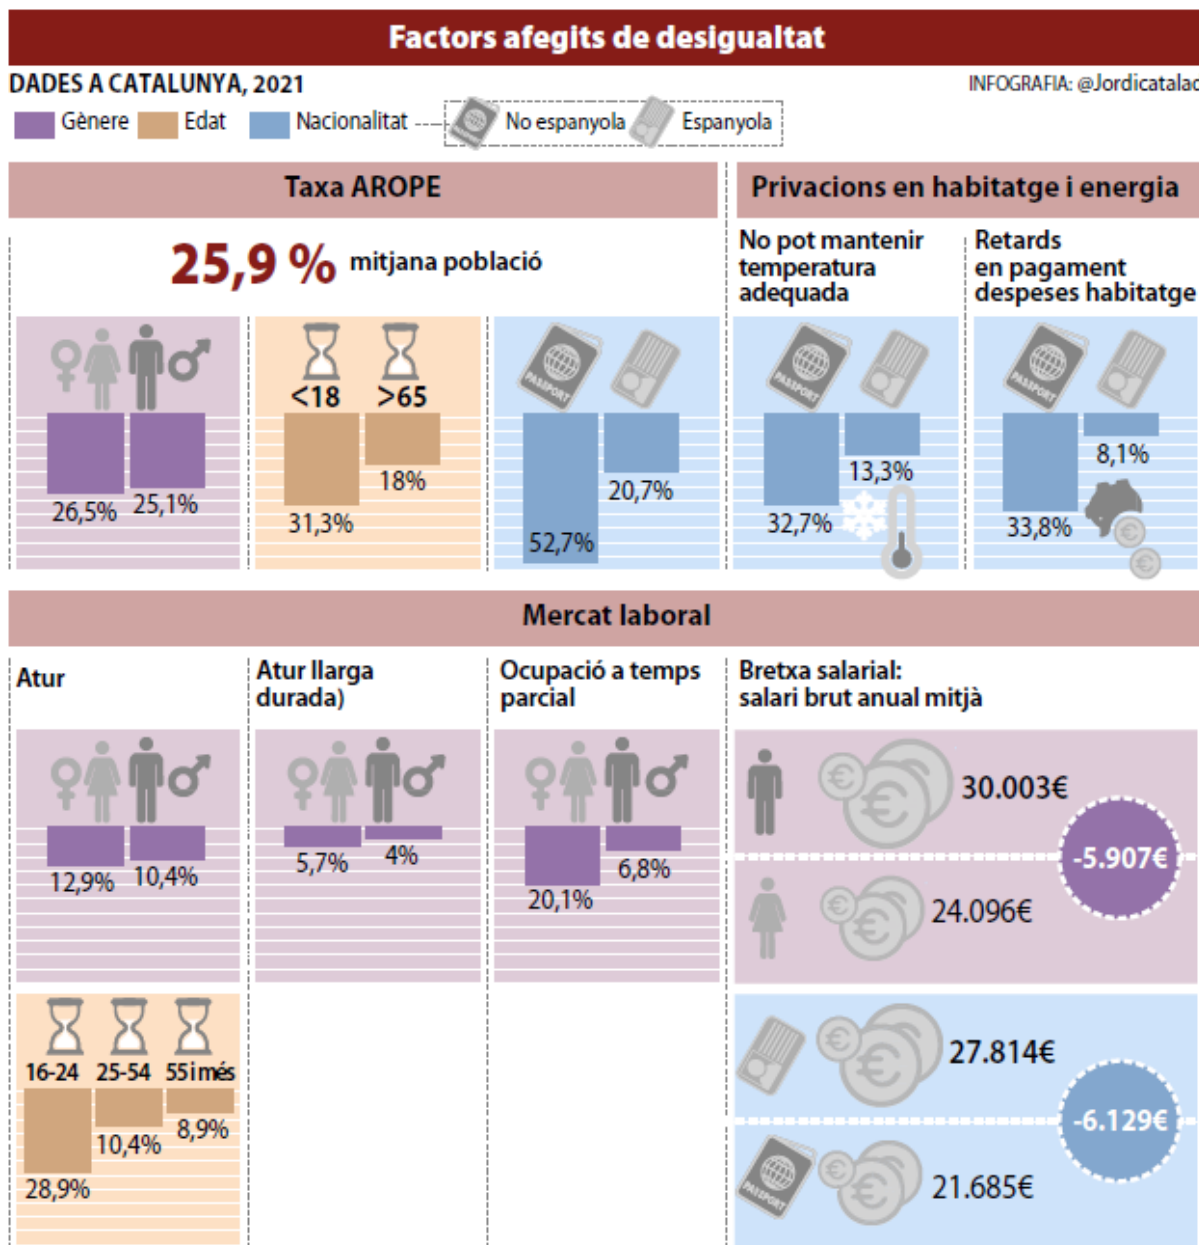 Factors afegits de desigualtat
DADES A CATALUNYA, 2021
INFOGRAFIA: @Jordicatalac
Gènere
Edat
Nacionalitat
PASSPORT
No espanyola
Espanyola
Taxa AROPE
25,9 % mitjana població
<18
>65
PASSPORT
26,5%
25,1%
31,3%
18%
52,7%
20,7%
Privacions en habitatge i energia
No pot mantenir
temperatura
adequada
PASSPORT
32,7%
13,3%
Retards
en pagament
despeses habitatge
PASSPORT
33,8%
8,1%
€
€
Mercat laboral
Atur
12,9%
10,4%
16-24
25-54
55 i més
28,9%
10,4%
8,9%
Atur llarga
durada)
5,7%
4%
Ocupació a temps
parcial
20,1%
6,8%
Bretxa salarial:
salari brut anual mitjà
€
€
30.003€
-5.907€
€
€
24.096€
€
€
27.814€
-6.129€
PASSPORT
€
€
21.685€